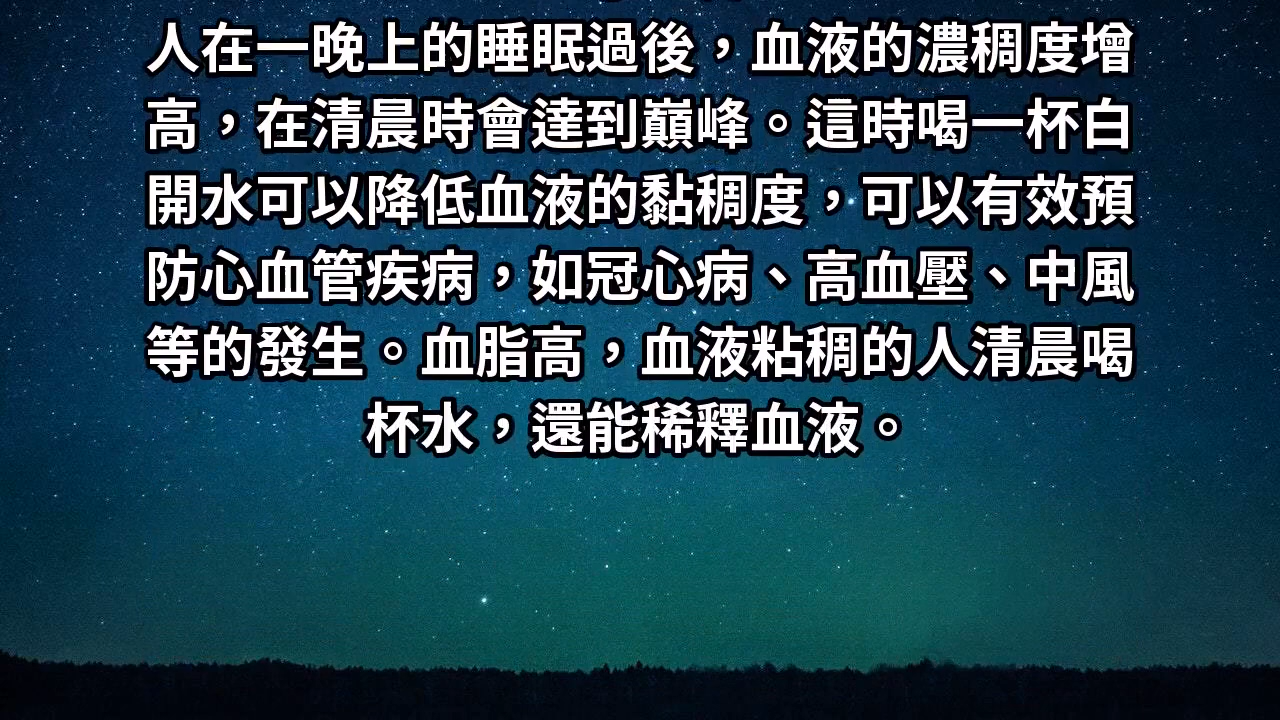 人在一晚上的睡眠過後，血液的濃稠度增
高，在清晨時會達到巔峰。這時喝一杯白
開水可以降低血液的黏稠度，可以有效預
防心血管疾病，如冠心病、高血壓、中風
等的發生。血脂高，血液粘稠的人清晨喝
杯水，還能稀釋血液。